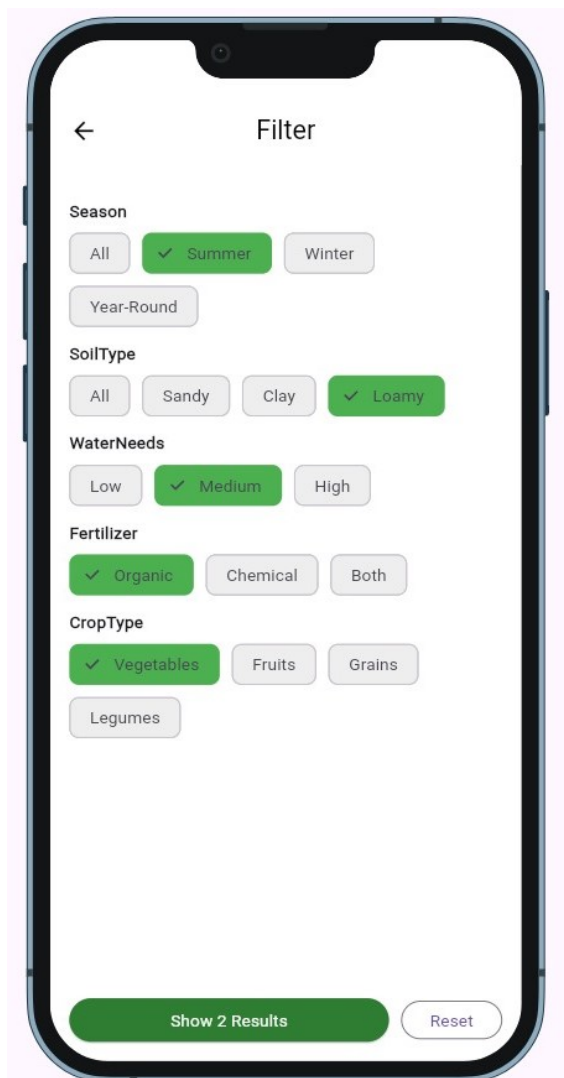 Filter
Season
All Summer Winter
Year-Round
SoilType
All Sandy Clay Loamy
WaterNeeds
Low Medium High
Fertilizer
Organic Chemical Both
CropType
Vegetables Fruits Grains
Legumes
Show 2 Results Reset